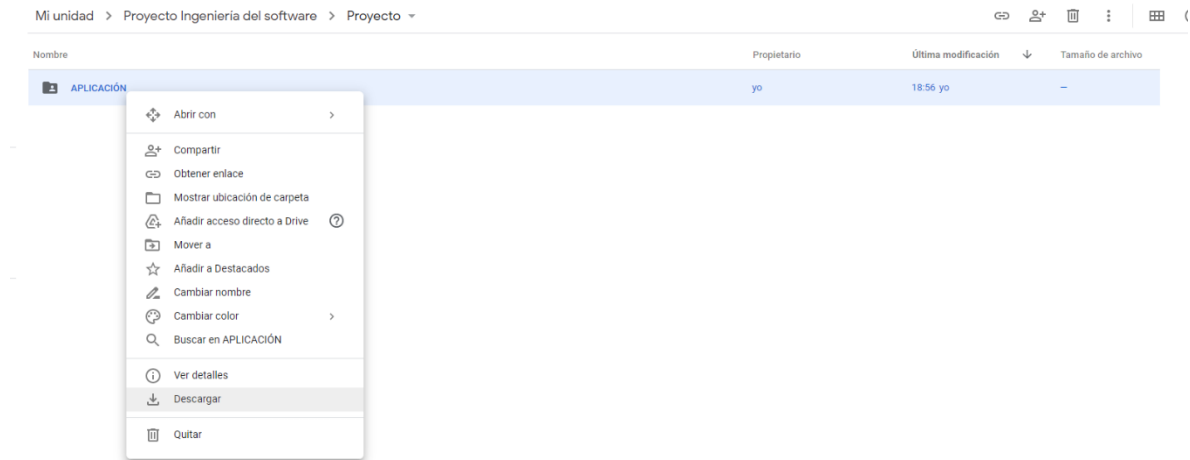 Mi unidad > Proyecto Ingeniería del software > Proyecto
Nombre Propietario Última modificación Tamaño de archivo
APLICACIÓN yo 18:56 yo —
Abrir con
Compartir
Obtener enlace
Mostrar ubicación de carpeta
Añadir acceso directo a Drive
Mover a
Añadir a Destacados
Cambiar nombre
Cambiar color
Buscar en APLICACIÓN
Ver detalles
Descargar
Quitar